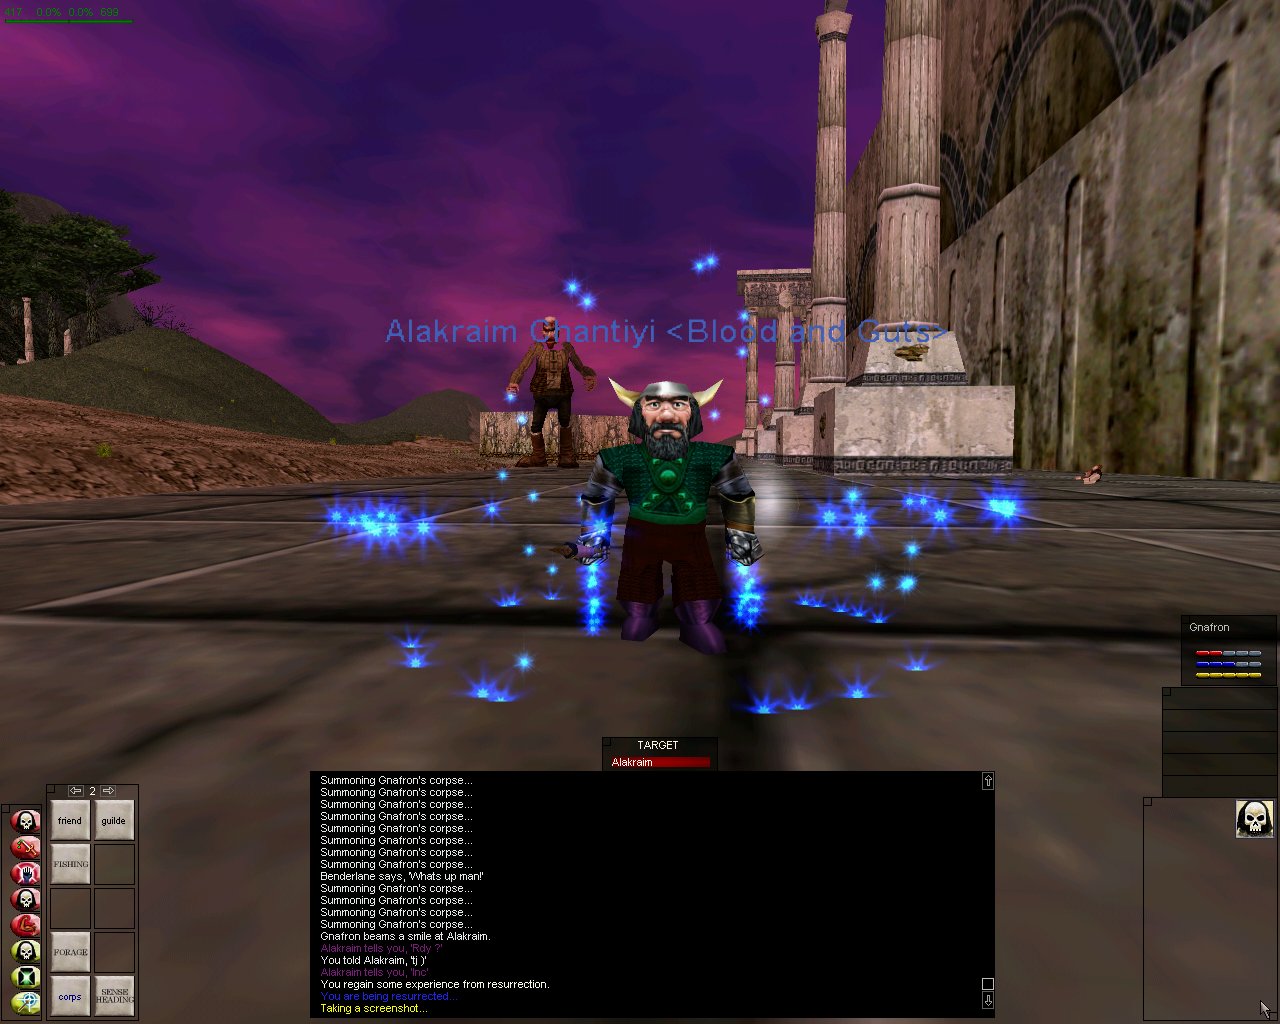 417 0.0% 0.0% 699
Alakraim Ghantiyi <Blood and Guts>
Gnafron
TARGET
Alakraim
Summoning Gnafron's corpse...
Summoning Gnafron's corpse...
Summoning Gnafron's corpse...
Summoning Gnafron's corpse...
Summoning Gnafron's corpse...
Summoning Gnafron's corpse...
Summoning Gnafron's corpse...
Summoning Gnafron's corpse...
Benderlane says, 'Whats up man!'
Summoning Gnafron's corpse...
Summoning Gnafron's corpse...
Summoning Gnafron's corpse...
Summoning Gnafron's corpse...
Gnafron beams a smile at Alakraim.
Alakraim tells you, 'Rdy ?'
You told Alakraim, 'tj )'
Alakraim tells you, 'Inc'
You regain some experience from resurrection.
You are being resurrected...
Taking a screenshot...
2
friend guilde
FISHING
FORAGE
corps SENSE HEADING